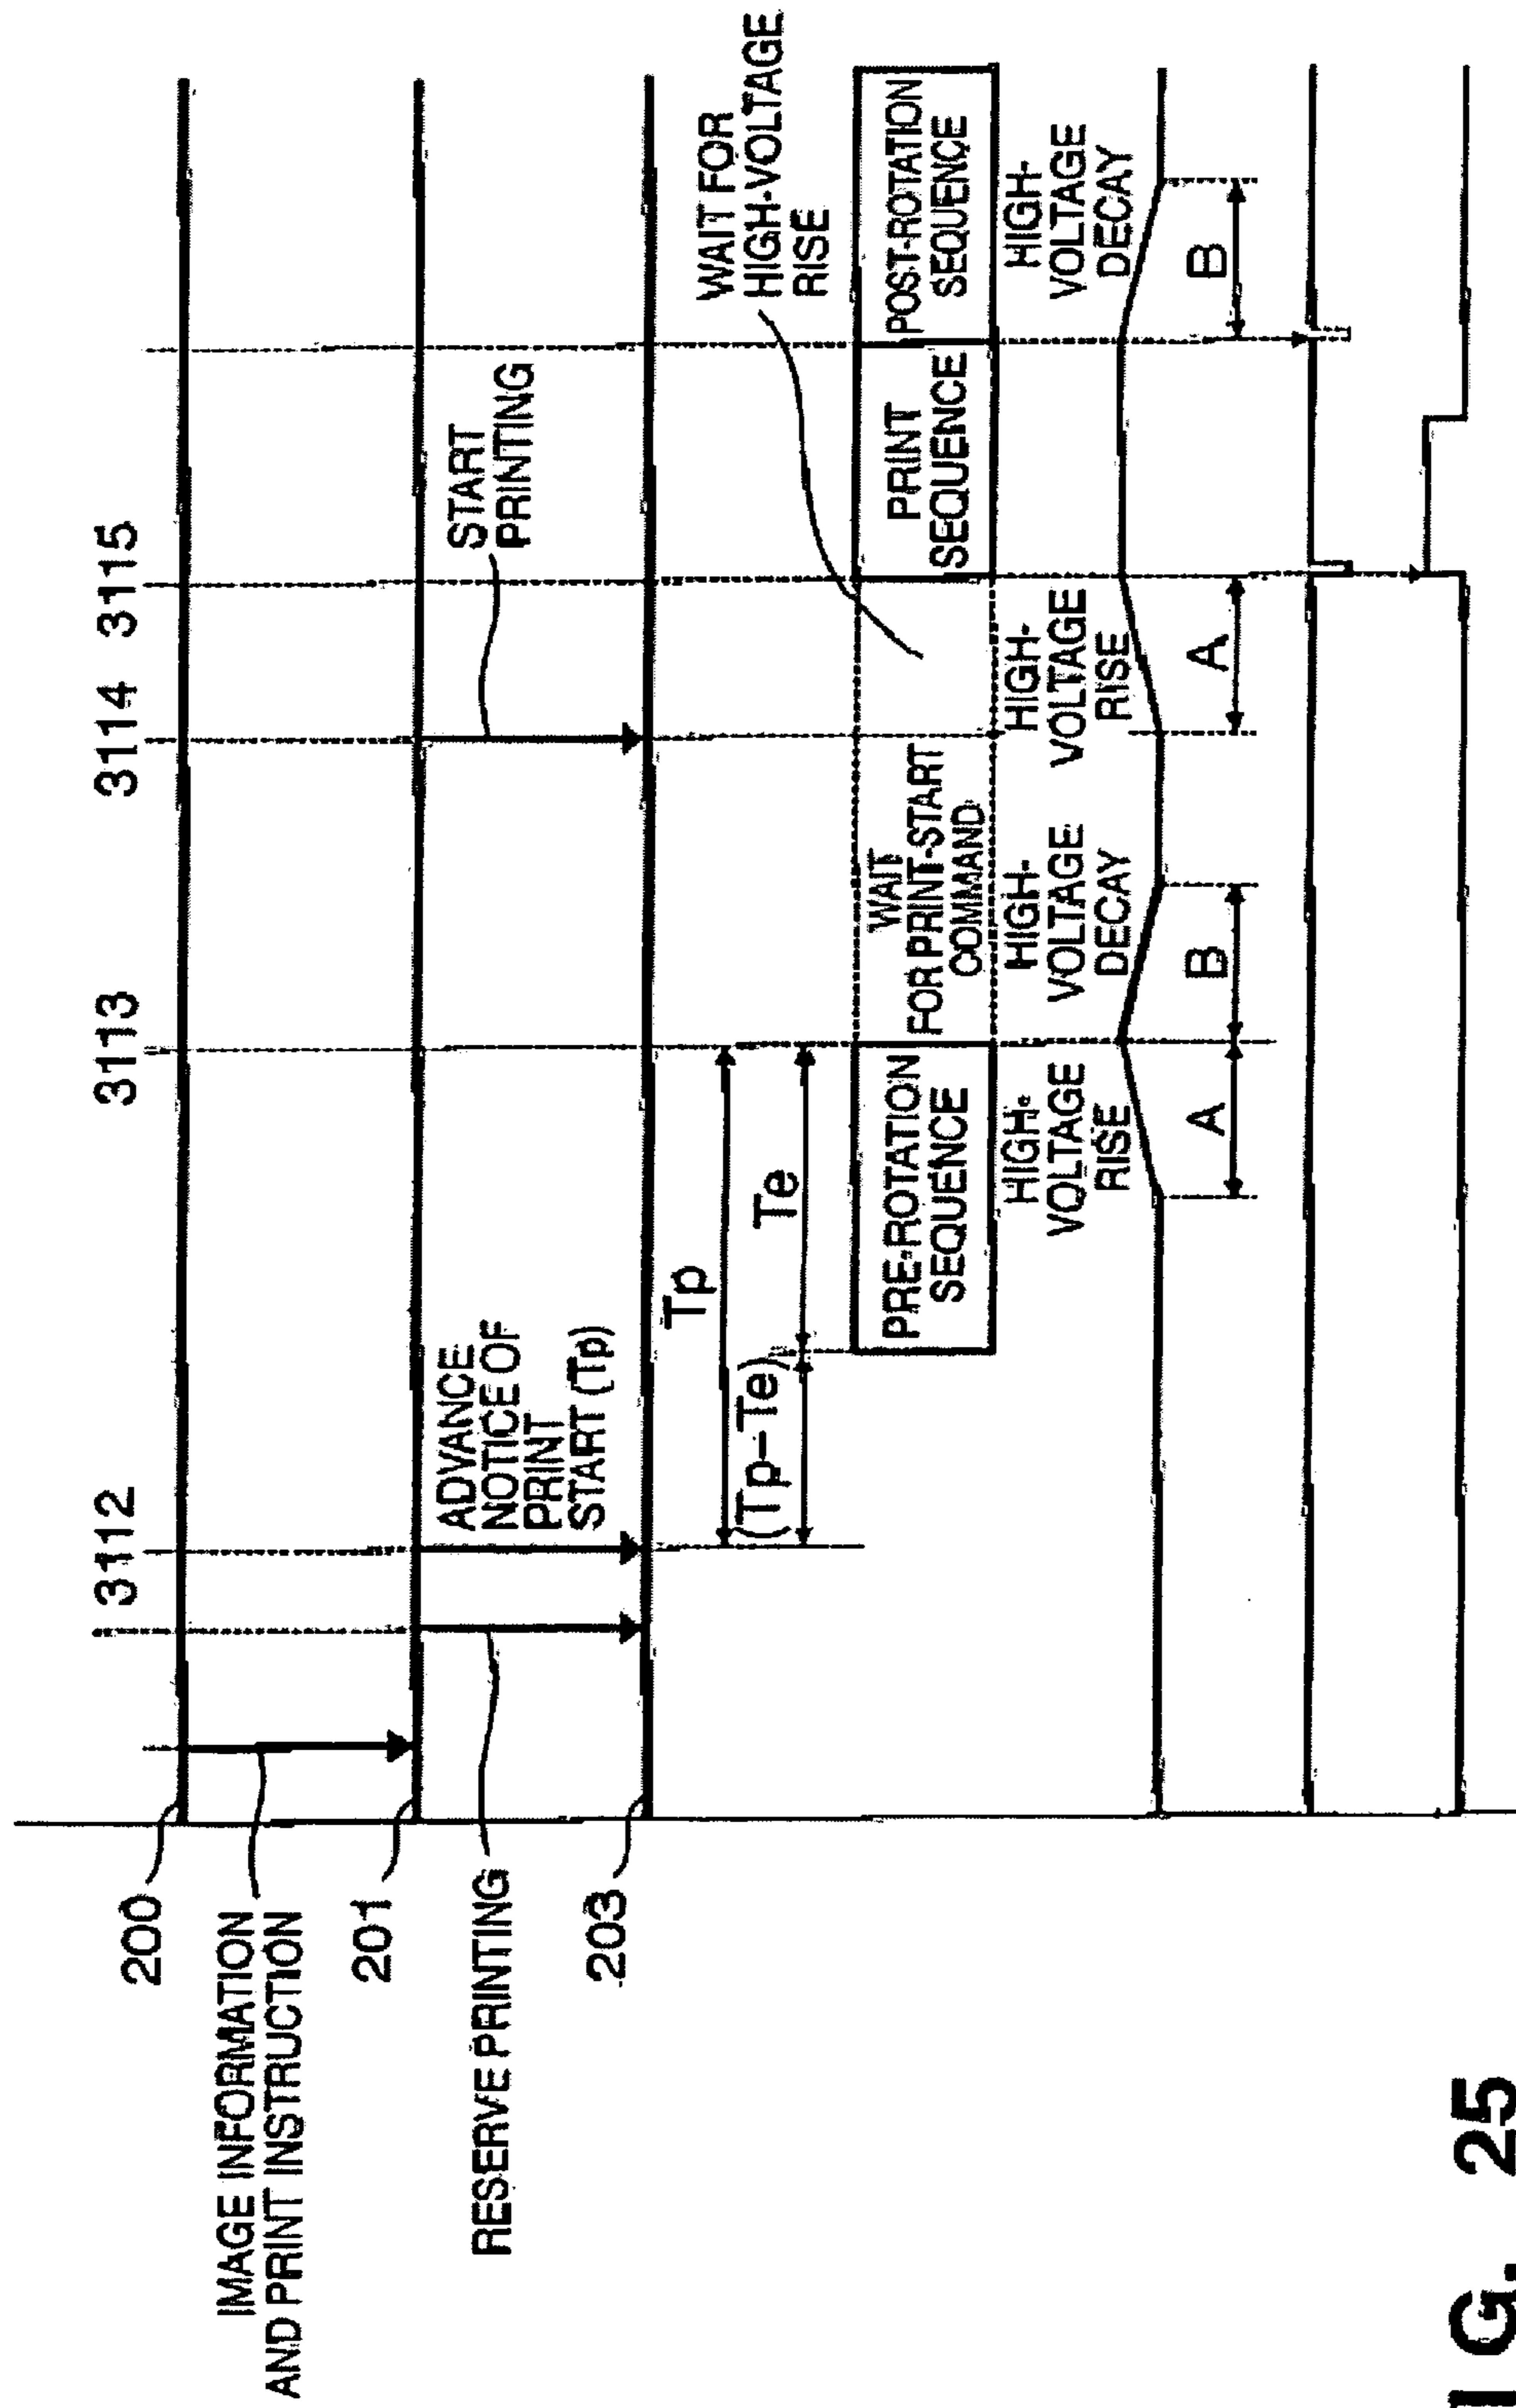 3112
3113
3114
3115
200
IMAGE INFORMATION
AND PRINT INSTRUCTION
201
RESERVE PRINTING
203
ADVANCE
NOTICE OF
PRINT
START (Tp)
START
PRINTING
Tp
(Tp-Te)
Te
WAIT FOR
HIGH-VOLTAGE
RISE
PRE-ROTATION
SEQUENCE
WAIT
FOR PRINT-START
COMMAND
PRINT
SEQUENCE
POST-ROTATION
SEQUENCE
HIGH-
VOLTAGE
RISE
HIGH-
VOLTAGE
DECAY
HIGH-
VOLTAGE
RISE
HIGH-
VOLTAGE
DECAY
A
B
A
B
IG. 25